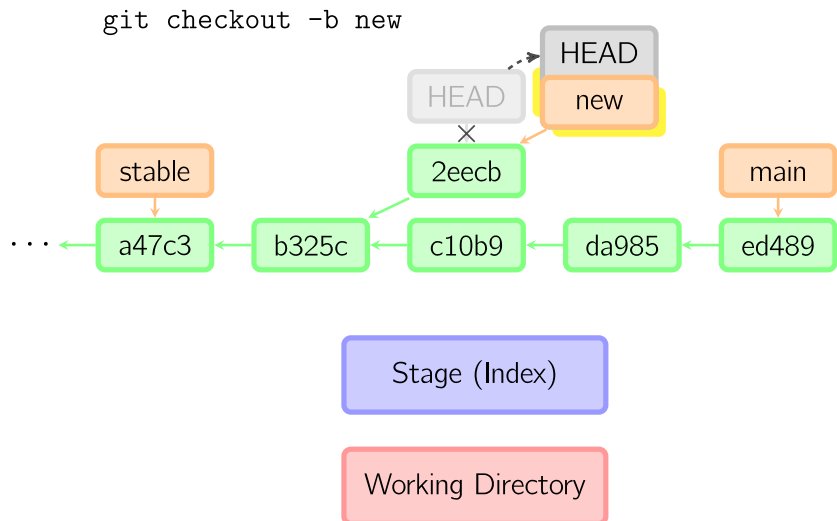 git checkout -b new
HEAD
HEAD
new
stable
2eecb
main
...
a47c3
b325c
c10b9
da985
ed489
Stage (Index)
Working Directory